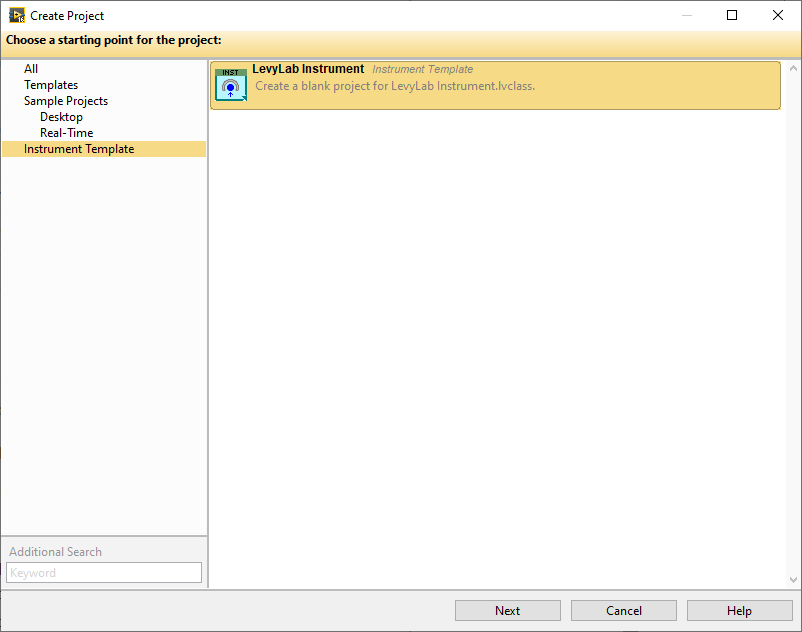 Create Project
Choose a starting point for the project:
All
Templates
Sample Projects
Desktop
Real-Time
Instrument Template
INST
LevyLab Instrument Instrument Template
Create a blank project for LevyLab Instrument.lvclass.
Additional Search
Keyword
Next Cancel Help